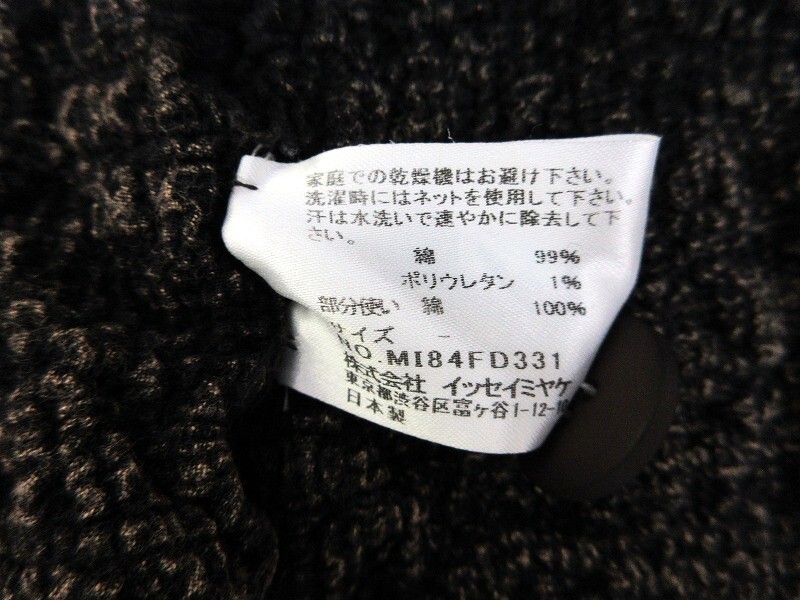 家庭での乾燥機はお避け下さい。
洗濯時にはネットを使用して下さい。
汗は水洗いで速やかに除去して下
さい。
綿 99%
ポリウレタン 1%
部分使い 綿 100%
サイズ -
NO.MI84FD331
株式会社 イッセイミヤケ
東京都渋谷区富ヶ谷1-12-10
日本製